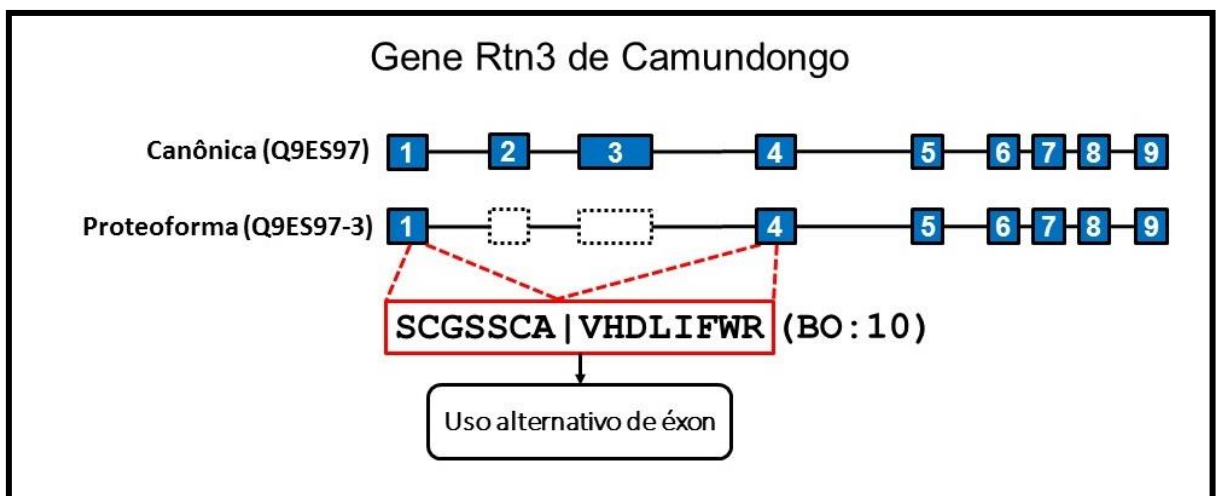 Gene Rtn3 de Camundongo
Canônica (Q9ES97) 1 2 3 4 5 6 7 8 9
Proteoforma (Q9ES97-3) 1 4 5 6 7 8 9
SCGSSCA|VHDLIFWR (BO:10)
Uso alternativo de éxon